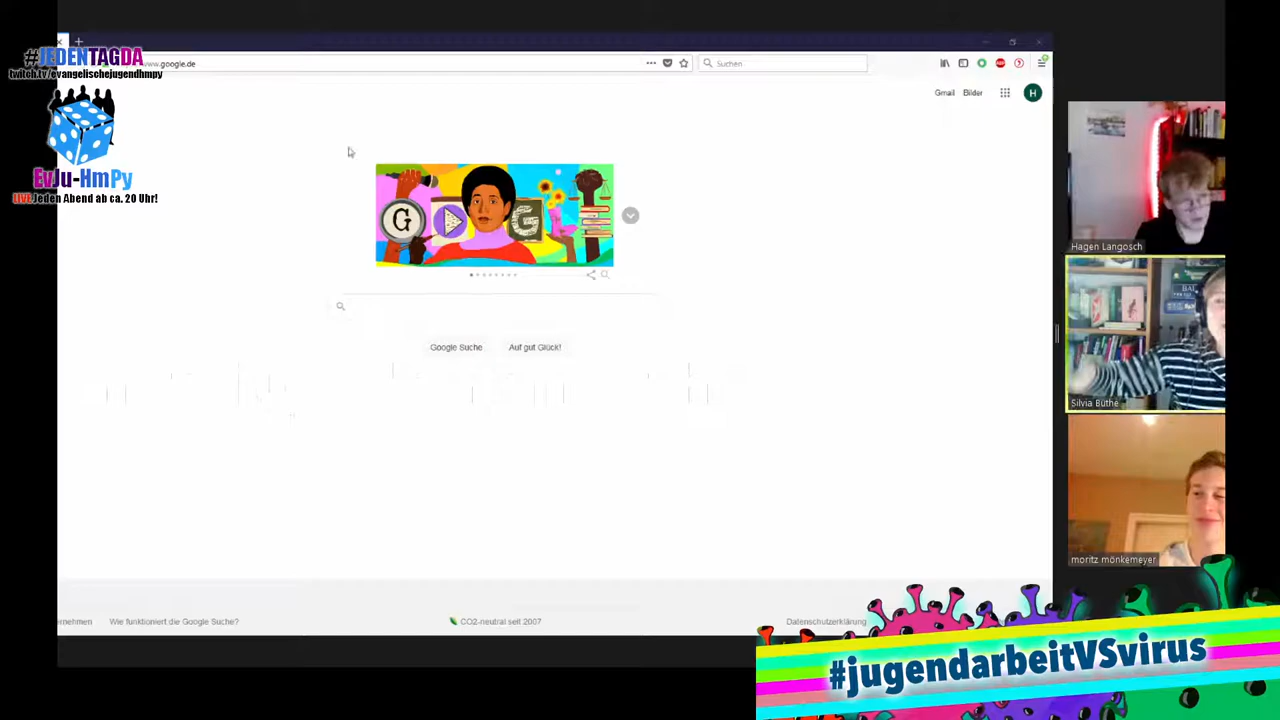 #JEDENTAGDA
twitch.tv/evangelischejugendhmpy
EvJu-HmPy
LIVE Jeden Abend ab ca. 20 Uhr!
www.google.de
Suchen
Gmail Bilder
H
G
G
Google Suche Auf gut Glück!
Wie funktioniert die Google Suche? CO2-neutral seit 2007 Datenschutzerklärung
Hagen Langosch
Silvia Büthe
moritz mönkemeyer
#jugendarbeitVSvirus